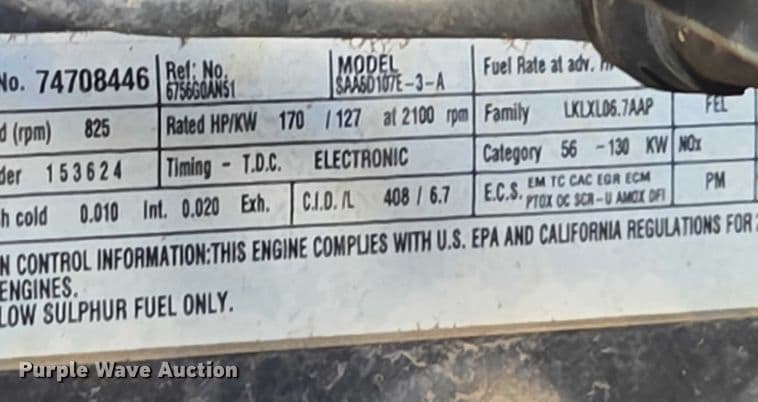 No. 74708446 Ref: No. 6756G0AN51 MODEL SAA6D107E-3-A Fuel Rate at adv.
d (rpm) 825 Rated HP/KW 170 / 127 at 2100 rpm Family LKLXL06.7AAP FEL
der 153624 Timing - T.D.C. ELECTRONIC Category 56 -130 KW NOx
h cold 0.010 Int. 0.020 Exh. C.I.D. /L 408 / 6.7 E.C.S. EM TC CAC EGR ECM PTOX OC SCR-U AMOX DFI PM
N CONTROL INFORMATION:THIS ENGINE COMPLIES WITH U.S. EPA AND CALIFORNIA REGULATIONS FOR
ENGINES.
LOW SULPHUR FUEL ONLY.
Purple Wave Auction